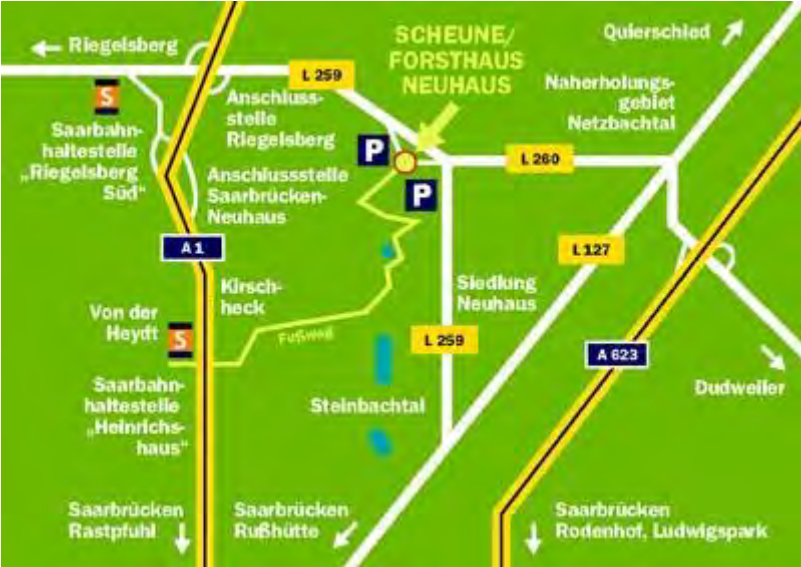 Riegelsberg
SCHEUNE/
FORSTHAUS
NEUHAUS
Quierschied
L 259
Naherholungs-
gebiet
Netzbachtal
S
Anschluss-
stelle
Riegelsberg
Saarbahn-
haltestelle
„Riegelsberg
Süd“
P
P
L 260
Anschlussstelle
Saarbrücken-
Neuhaus
A 1
L 127
Kirsch-
heck
Siedlung
Neuhaus
Von der
Heydt
S
Fußweg
L 259
A 623
Dudweiler
Saarbahn-
haltestelle
„Heinrichs-
haus“
Steinbachtal
Saarbrücken
Rastpfuhl
Saarbrücken
Rußhütte
Saarbrücken
Rodenhof, Ludwigspark